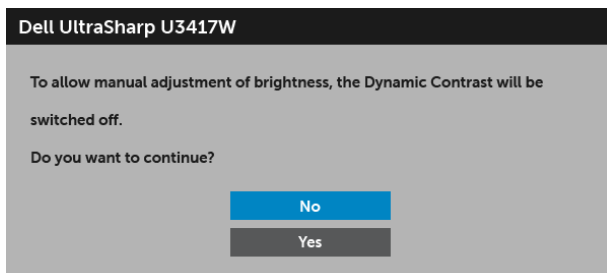 Dell UltraSharp U3417W
To allow manual adjustment of brightness, the Dynamic Contrast will be
switched off.
Do you want to continue?
No
Yes